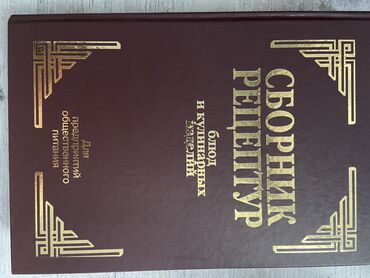 СБОРНИК
РЕЦЕПТУР
блюд
и кулинарных
изделий
Для
предприятий
общественного
питания